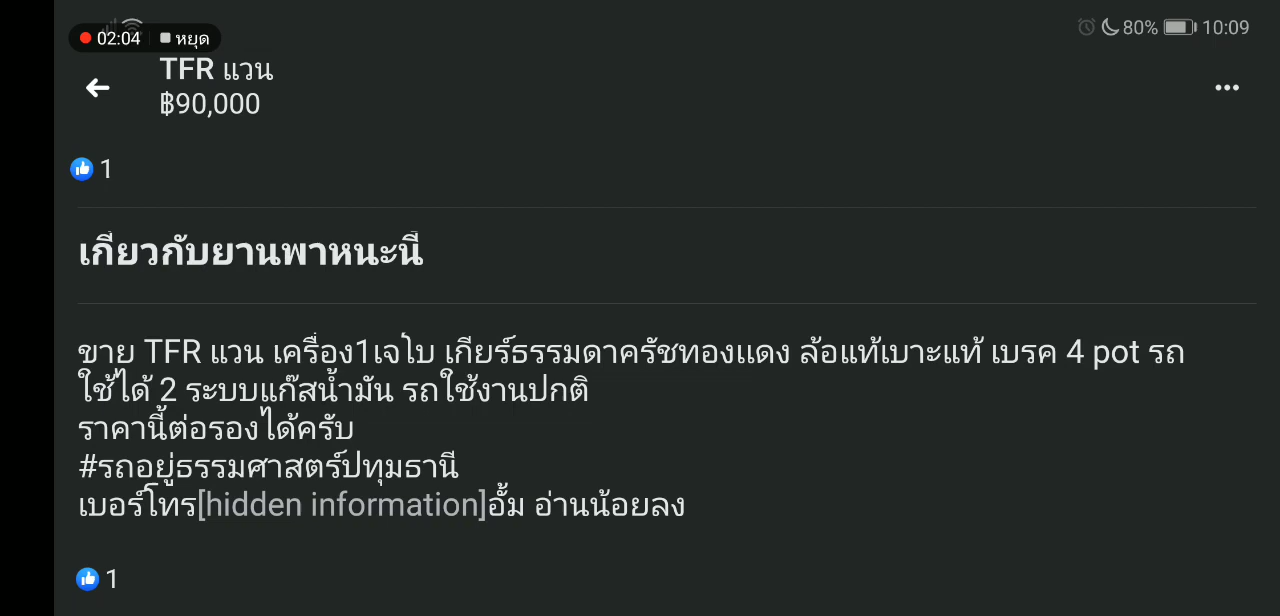 02:04 หยุด
80% 10:09
TFR แวน
฿90,000
1
เกี่ยวกับยานพาหนะนี้
ขาย TFR แวน เครื่อง1เจโบ เกียร์ธรรมดาครัชทองแดง ล้อแท้เบาะแท้ เบรค 4 pot รถ
ใช้ได้ 2 ระบบแก๊สน้ำมัน รถใช้งานปกติ
ราคานี้ต่อรองได้ครับ
#รถอยู่ธรรมศาสตร์ปทุมธานี
เบอร์โทร[hidden information]อั้ม อ่านน้อยลง
1